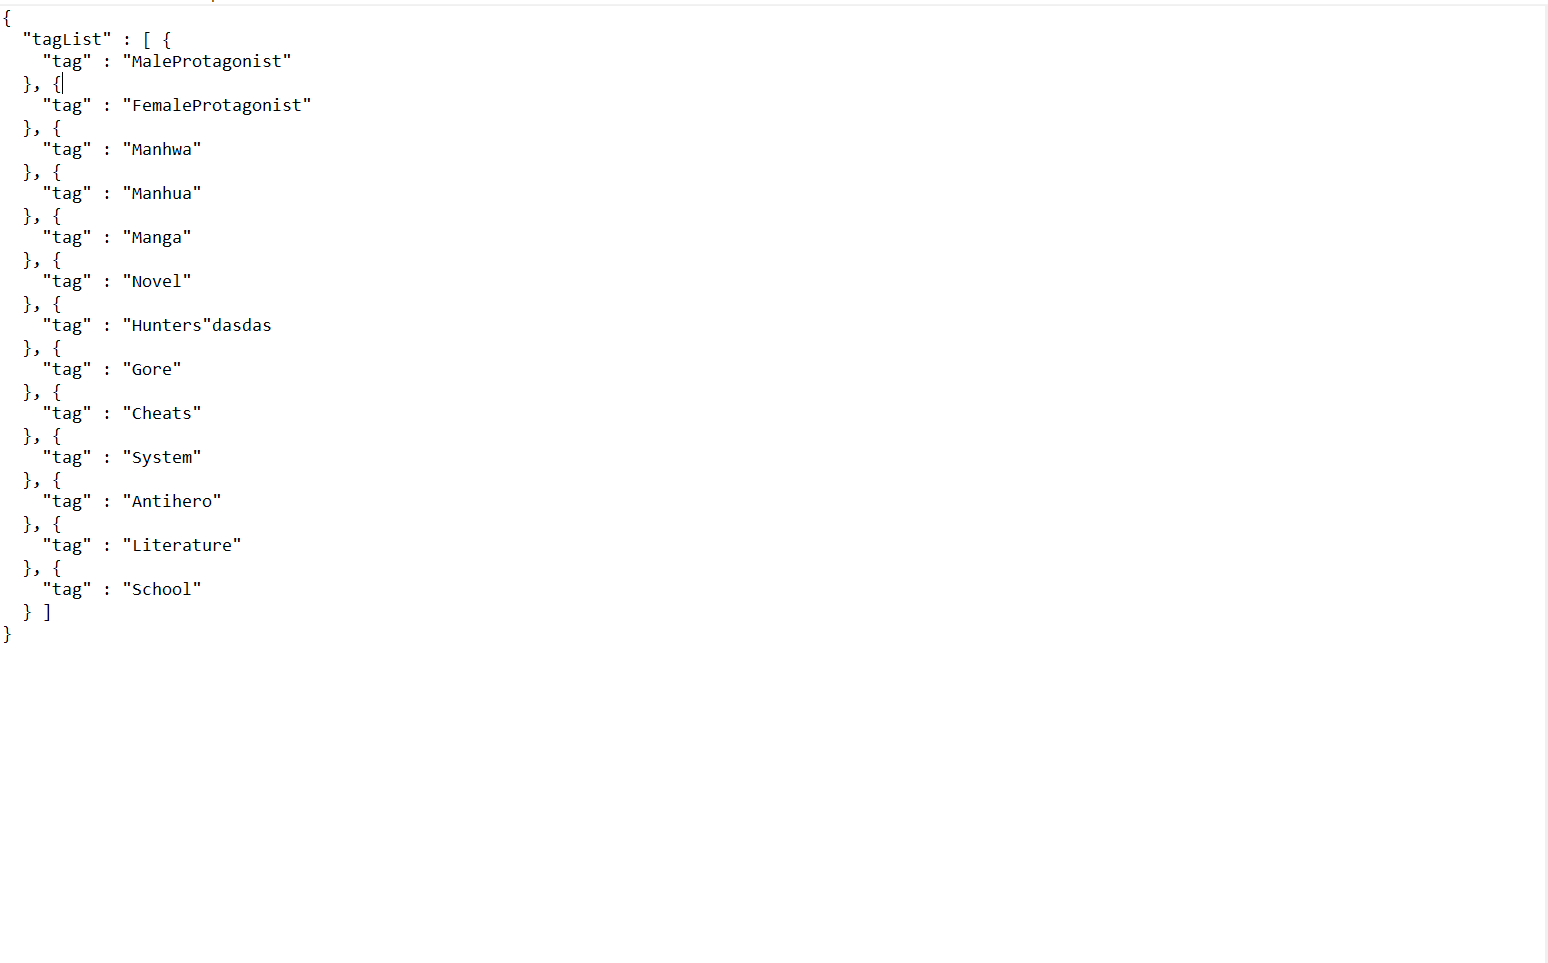 {
  "tagList" : [ {
    "tag" : "MaleProtagonist"
  }, {
    "tag" : "FemaleProtagonist"
  }, {
    "tag" : "Manhwa"
  }, {
    "tag" : "Manhua"
  }, {
    "tag" : "Manga"
  }, {
    "tag" : "Novel"
  }, {
    "tag" : "Hunters"dasdas
  }, {
    "tag" : "Gore"
  }, {
    "tag" : "Cheats"
  }, {
    "tag" : "System"
  }, {
    "tag" : "Antihero"
  }, {
    "tag" : "Literature"
  }, {
    "tag" : "School"
  } ]
}